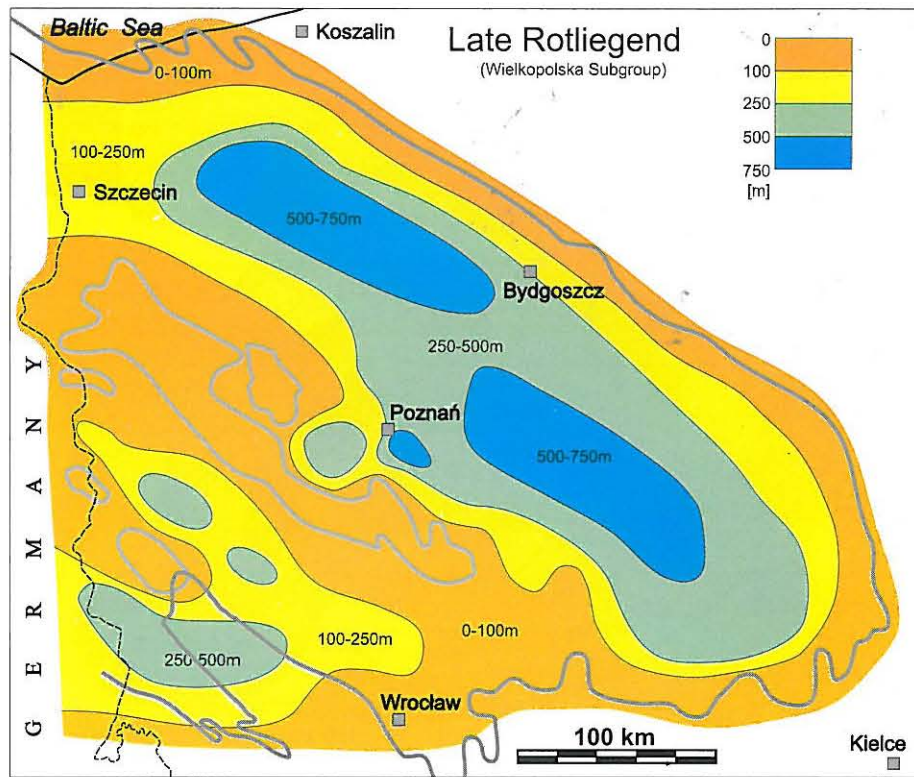 Baltic Sea
Koszalin
Late Rotliegend
(Wielkopolska Subgroup)
0
100
250
500
750
[m]
0-100m
100-250m
Szczecin
500-750m
Bydgoszcz
250-500m
Poznań
500-750m
GERMANY
0-100m
100-250m
250-500m
Wrocław
100 km
Kielce